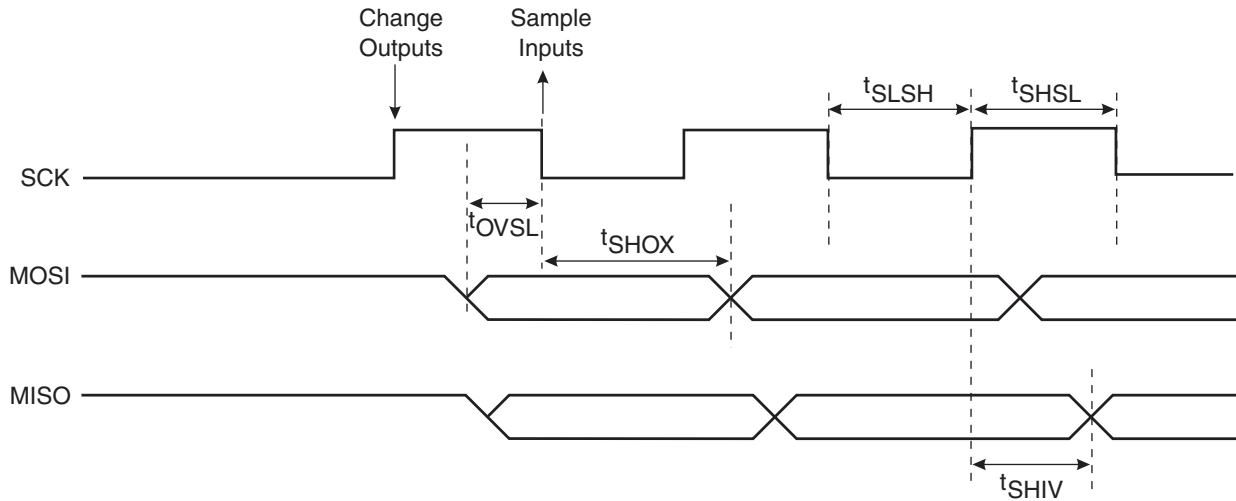 Change
Outputs
Sample
Inputs
tSLSH
tSHSL
SCK
tOVSL
tSHOX
MOSI
MISO
tSHIV